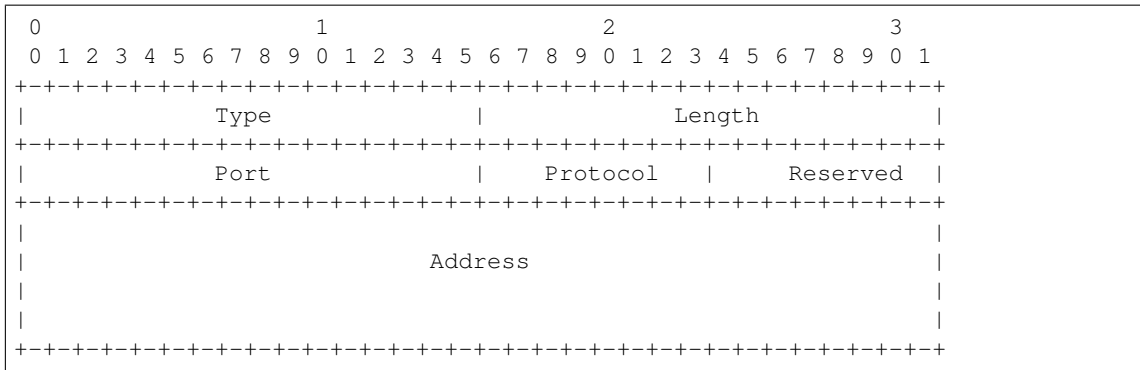 0                   1                   2                   3
 0 1 2 3 4 5 6 7 8 9 0 1 2 3 4 5 6 7 8 9 0 1 2 3 4 5 6 7 8 9 0 1
+-+-+-+-+-+-+-+-+-+-+-+-+-+-+-+-+-+-+-+-+-+-+-+-+-+-+-+-+-+-+-+-+
|             Type              |             Length            |
+-+-+-+-+-+-+-+-+-+-+-+-+-+-+-+-+-+-+-+-+-+-+-+-+-+-+-+-+-+-+-+-+
|             Port              |    Protocol   |     Reserved  |
+-+-+-+-+-+-+-+-+-+-+-+-+-+-+-+-+-+-+-+-+-+-+-+-+-+-+-+-+-+-+-+-+
|                                                               |
|                            Address                            |
|                                                               |
|                                                               |
+-+-+-+-+-+-+-+-+-+-+-+-+-+-+-+-+-+-+-+-+-+-+-+-+-+-+-+-+-+-+-+-+